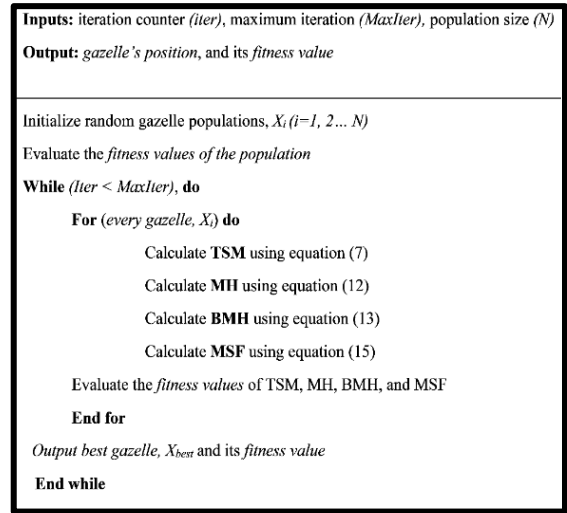 Inputs: iteration counter (iter), maximum iteration (MaxIter), population size (N)
Output: gazelle's position, and its fitness value
Initialize random gazelle populations, Xi (i=1, 2... N)
Evaluate the fitness values of the population
While (Iter < MaxIter), do
For (every gazelle, Xi) do
Calculate TSM using equation (7)
Calculate MH using equation (12)
Calculate BMH using equation (13)
Calculate MSF using equation (15)
Evaluate the fitness values of TSM, MH, BMH, and MSF
End for
Output best gazelle, Xbest and its fitness value
End while